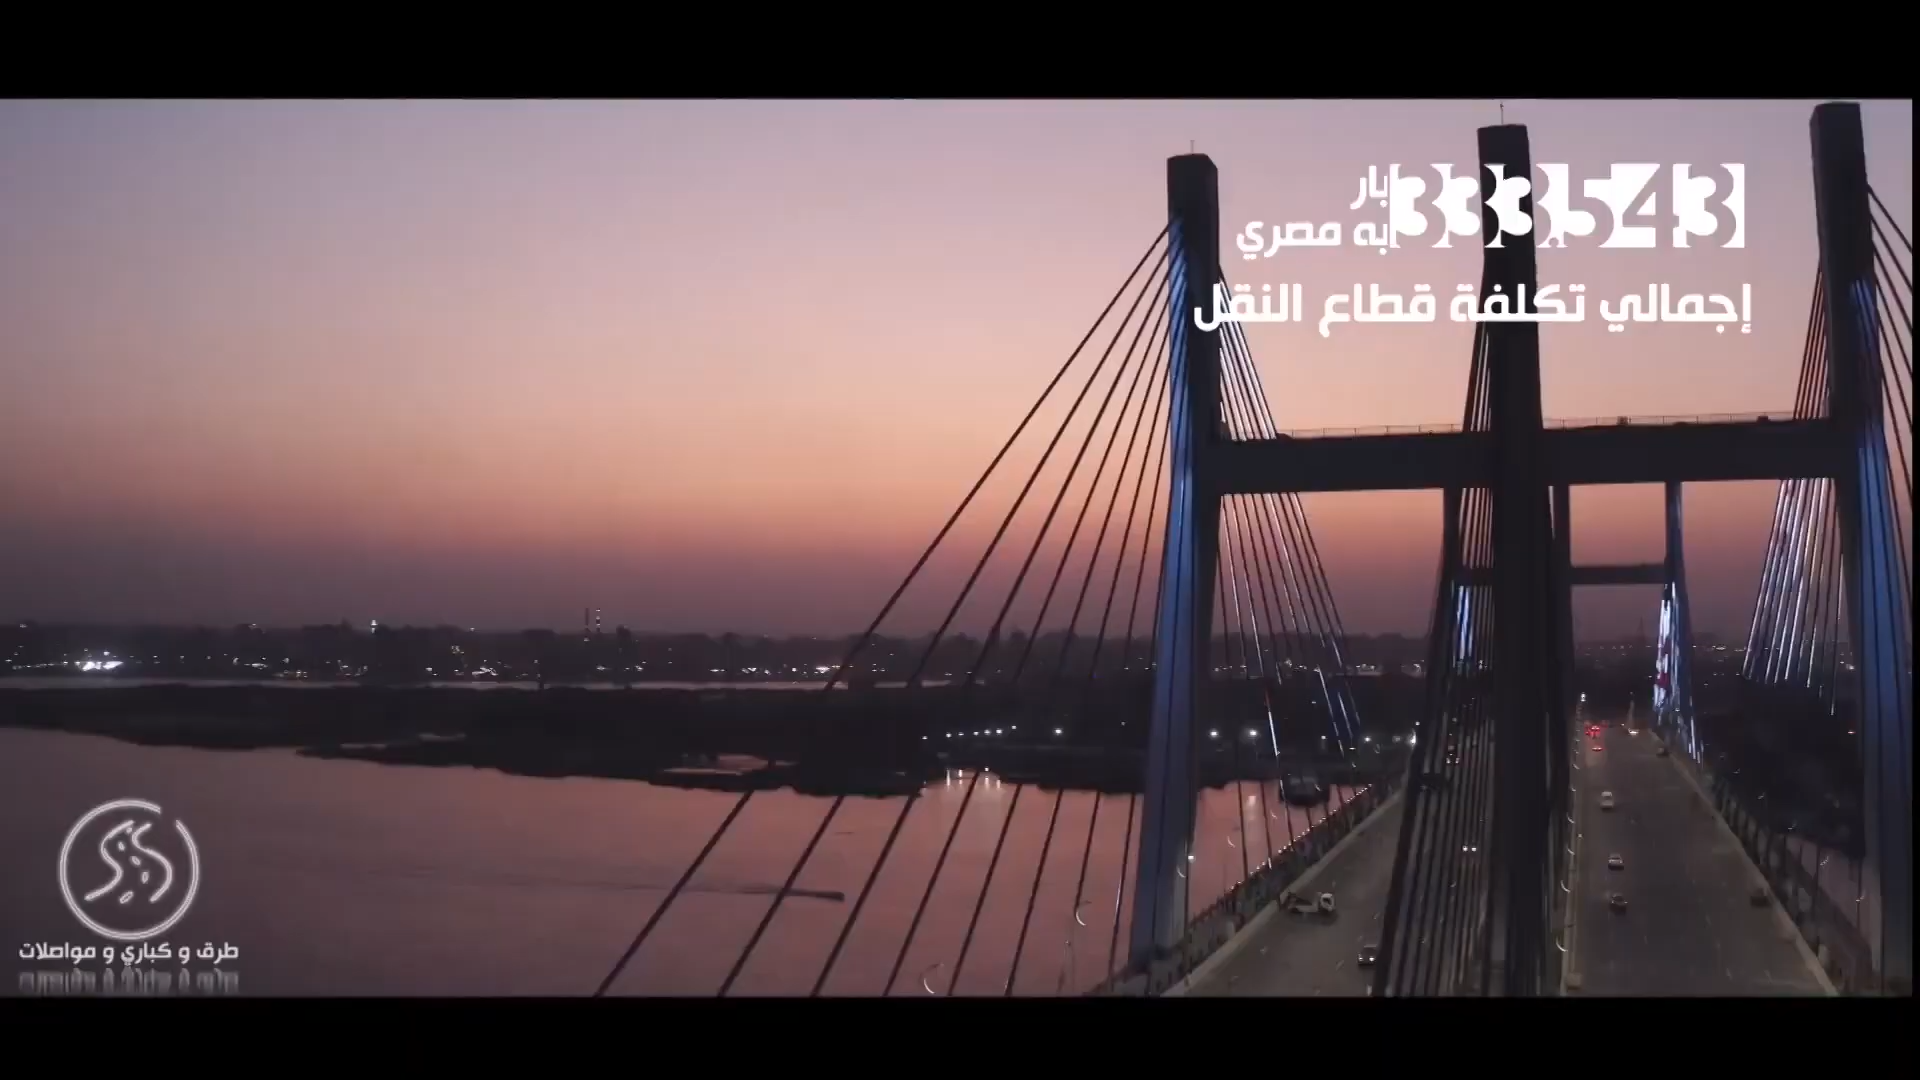 بار
به مصري
إجمالي تكلفة قطاع النقل
طرق و كباري و مواصلات